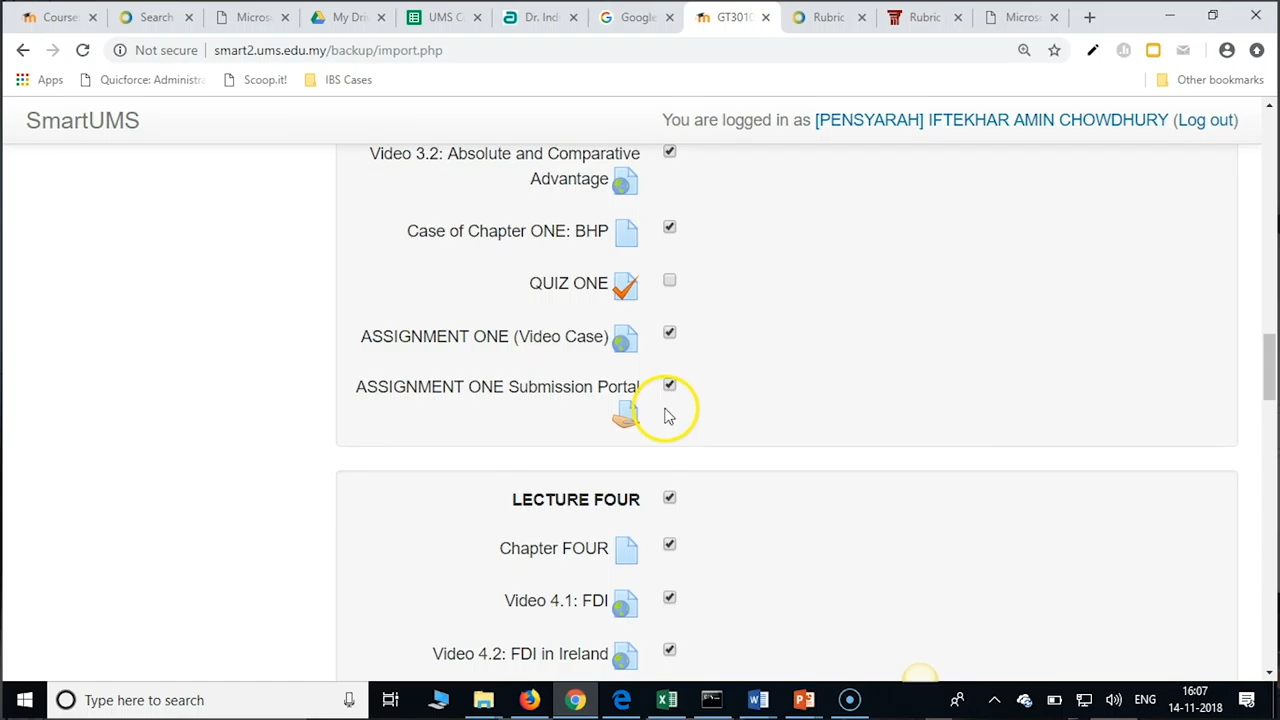 Course
Search
Micros
My Dri
UMS C
Dr. Ind
Google
GT301
Rubric
Rubric
Micros
Not secure
smart2.ums.edu.my/backup/import.php
Apps
Quicforce: Administra
Scoop.it!
IBS Cases
Other bookmarks
SmartUMS
You are logged in as [PENSYARAH] IFTEKHAR AMIN CHOWDHURY (Log out)
Video 3.2: Absolute and Comparative
Advantage
Case of Chapter ONE: BHP
QUIZ ONE
ASSIGNMENT ONE (Video Case)
ASSIGNMENT ONE Submission Portal
LECTURE FOUR
Chapter FOUR
Video 4.1: FDI
Video 4.2: FDI in Ireland
Type here to search
ENG
16:07
14-11-2018